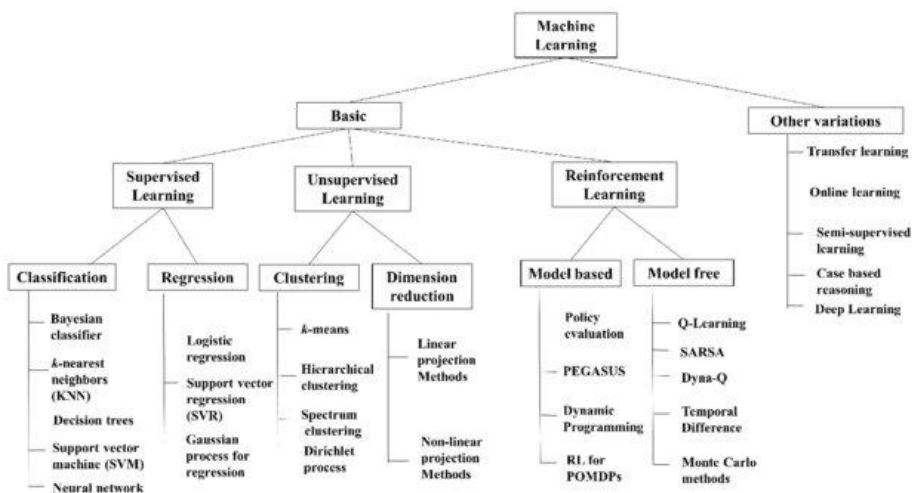 Machine
Learning
Basic
Other variations
Supervised
Learning
Unsupervised
Learning
Reinforcement
Learning
Transfer learning
Online learning
Semi-supervised
learning
Case based
reasoning
Deep Learning
Classification
Regression
Clustering
Dimension
reduction
Model based
Model free
Bayesian
classifier
k-nearest
neighbors
(KNN)
Decision trees
Support vector
machine (SVM)
Neural network
Logistic
regression
Support vector
regression
(SVR)
Gaussian
process for
regression
k-means
Hierarchical
clustering
Spectrum
clustering
Dirichlet
process
Linear
projection
Methods
Non-linear
projection
Methods
Policy
evaluation
PEGASUS
Dynamic
Programming
RL for
POMDPs
Q-Learning
SARSA
Dyna-Q
Temporal
Difference
Monte Carlo
methods